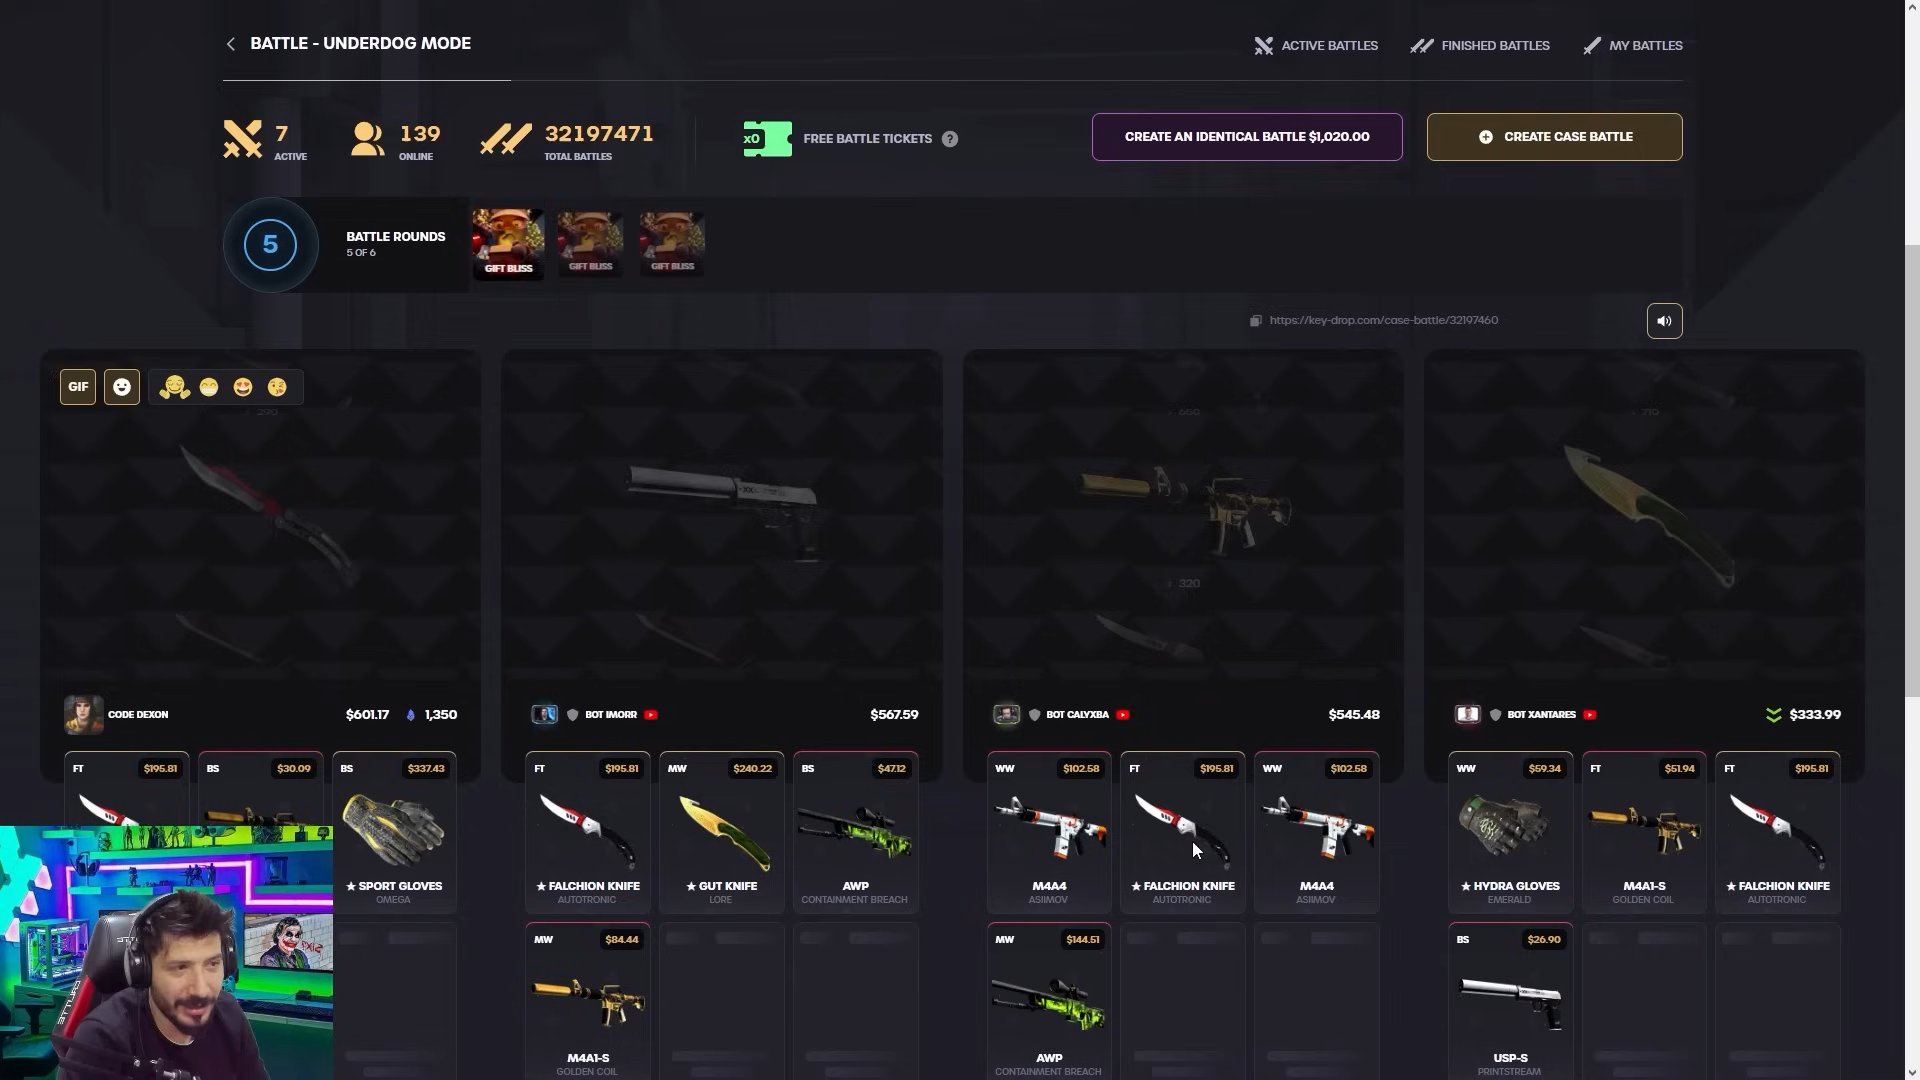 BATTLE - UNDERDOG MODE
ACTIVE BATTLES
FINISHED BATTLES
MY BATTLES
7
ACTIVE
139
ONLINE
32197471
TOTAL BATTLES
x0
FREE BATTLE TICKETS
?
CREATE AN IDENTICAL BATTLE $1,020.00
CREATE CASE BATTLE
5
BATTLE ROUNDS
5 OF 6
GIFT BLISS
GIFT BLISS
GIFT BLISS
https://key-drop.com/case-battle/32197460
GIF
290
650
710
320
CODE DEXON
$601.17
1,350
BOT IMORR
$567.59
BOT CALYXBA
$545.48
BOT XANTARES
$333.99
FT $195.81
BS $30.09
BS $337.43
FT $195.81
MW $240.22
BS $47.12
WW $102.58
FT $195.81
WW $102.58
WW $59.34
FT $51.94
FT $195.81
★ SPORT GLOVES
OMEGA
★ FALCHION KNIFE
AUTOTRONIC
★ GUT KNIFE
LORE
AWP
CONTAINMENT BREACH
M4A4
ASIIMOV
★ FALCHION KNIFE
AUTOTRONIC
M4A4
ASIIMOV
★ HYDRA GLOVES
EMERALD
M4A1-S
GOLDEN COIL
★ FALCHION KNIFE
AUTOTRONIC
MW $84.44
MW $144.51
BS $26.90
M4A1-S
GOLDEN COIL
AWP
CONTAINMENT BREACH
USP-S
PRINTSTREAM